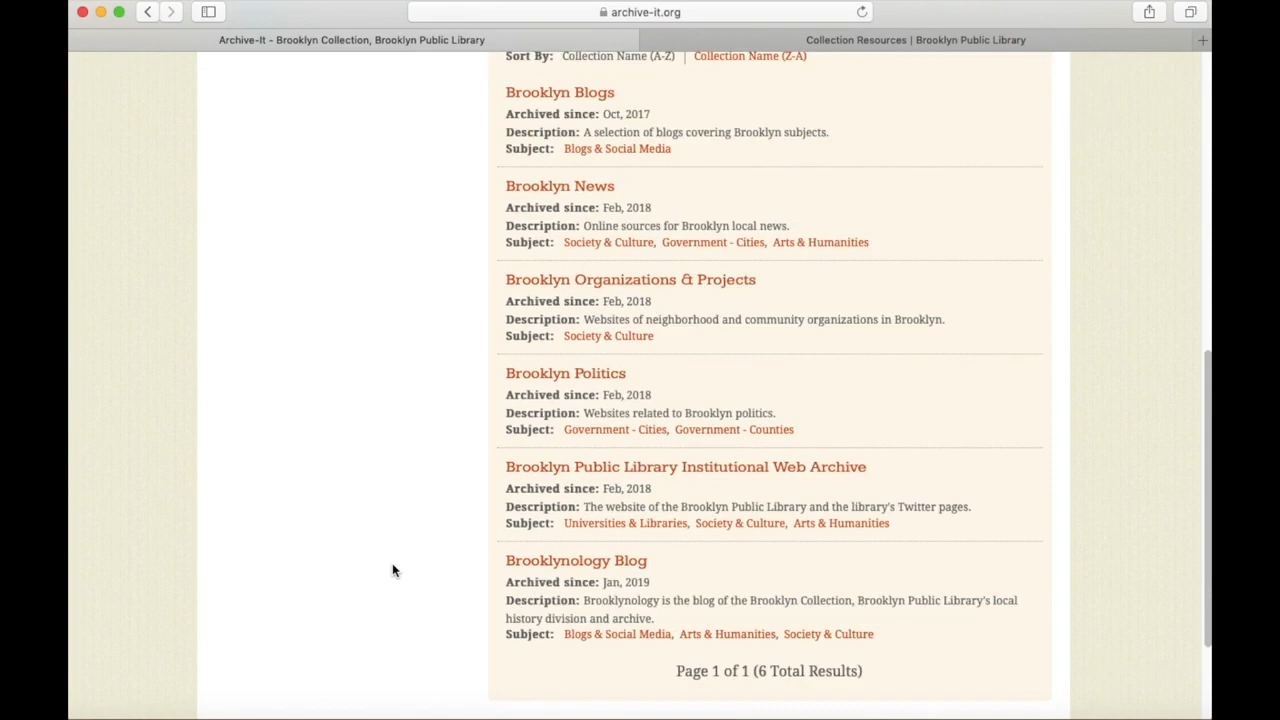 archive-it.org
Archive-It - Brooklyn Collection, Brooklyn Public Library
Collection Resources | Brooklyn Public Library
Sort By: Collection Name (A-Z) | Collection Name (Z-A)
Brooklyn Blogs
Archived since: Oct, 2017
Description: A selection of blogs covering Brooklyn subjects.
Subject: Blogs & Social Media
Brooklyn News
Archived since: Feb, 2018
Description: Online sources for Brooklyn local news.
Subject: Society & Culture, Government - Cities, Arts & Humanities
Brooklyn Organizations & Projects
Archived since: Feb, 2018
Description: Websites of neighborhood and community organizations in Brooklyn.
Subject: Society & Culture
Brooklyn Politics
Archived since: Feb, 2018
Description: Websites related to Brooklyn politics.
Subject: Government - Cities, Government - Counties
Brooklyn Public Library Institutional Web Archive
Archived since: Feb, 2018
Description: The website of the Brooklyn Public Library and the library's Twitter pages.
Subject: Universities & Libraries, Society & Culture, Arts & Humanities
Brooklynology Blog
Archived since: Jan, 2019
Description: Brooklynology is the blog of the Brooklyn Collection, Brooklyn Public Library's local
history division and archive.
Subject: Blogs & Social Media, Arts & Humanities, Society & Culture
Page 1 of 1 (6 Total Results)